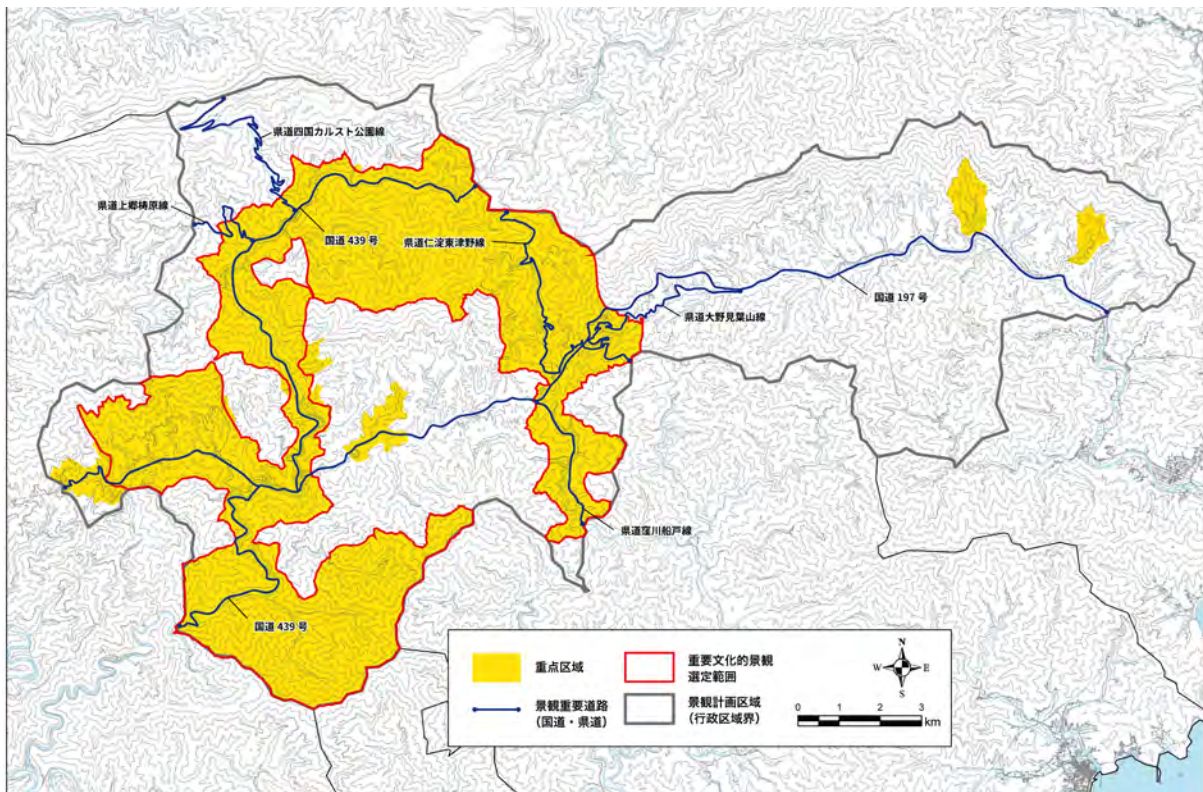 県道四国カルスト公園線
県道上郷梼原線
国道 439 号
県道仁淀東津野線
国道 197 号
県道大野見葉山線
県道窪川船戸線
国道 439 号
重点区域
重要文化的景観
選定範囲
景観重要道路
(国道・県道)
景観計画区域
(行政区域界)
N
W
E
S
0 1 2 3
km